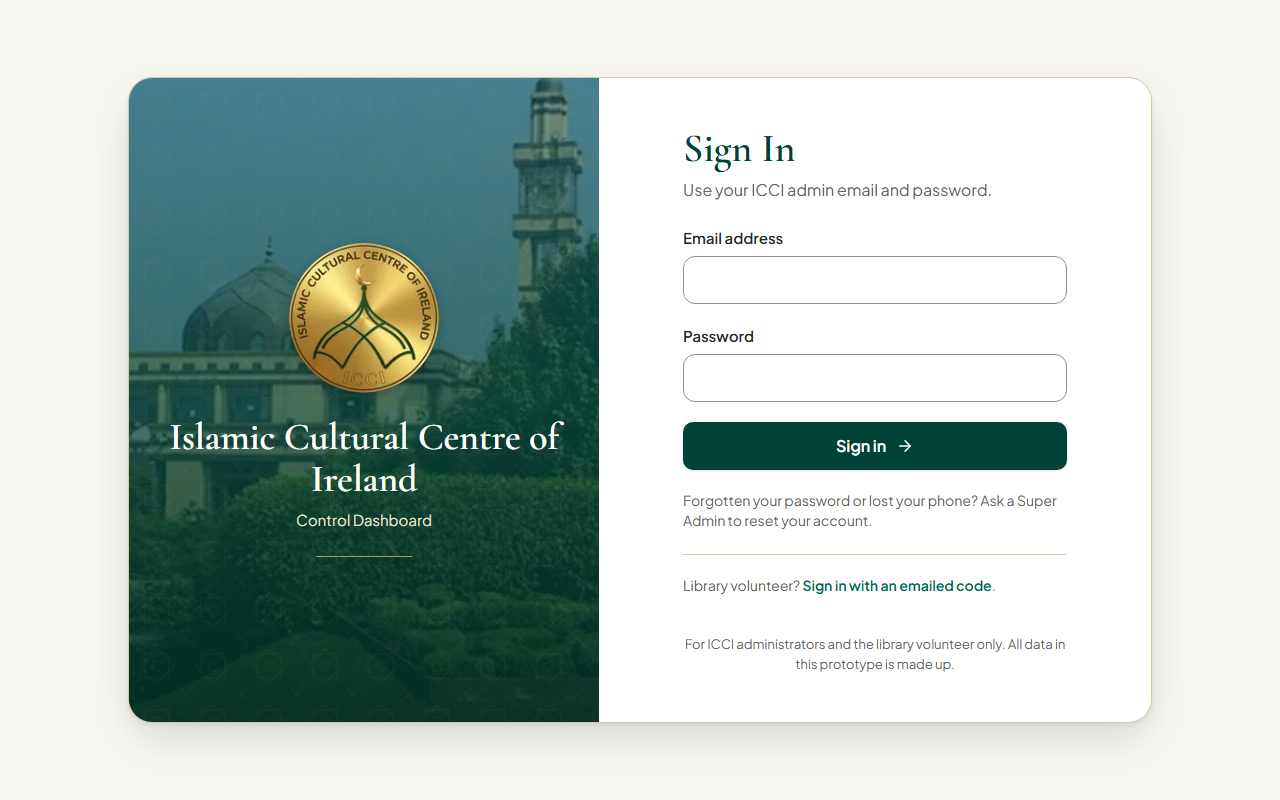 ISLAMIC CULTURAL CENTRE OF IRELAND
ICCI
Islamic Cultural Centre of
Ireland
Control Dashboard
Sign In
Use your ICCI admin email and password.
Email address
Password
Sign in
Forgotten your password or lost your phone? Ask a Super
Admin to reset your account.
Library volunteer? Sign in with an emailed code.
For ICCI administrators and the library volunteer only. All data in
this prototype is made up.